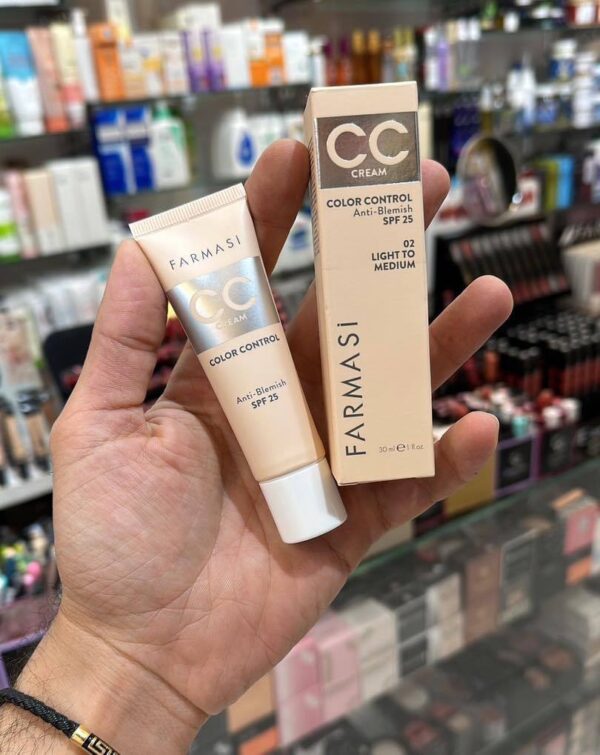 FARMASi
CC
CREAM
COLOR CONTROL
Anti-Blemish
SPF 25
CC
CREAM
COLOR CONTROL
Anti-Blemish
SPF 25
02
LIGHT TO
MEDIUM
FARMASi
30 ml ℮ 1 fl. oz.